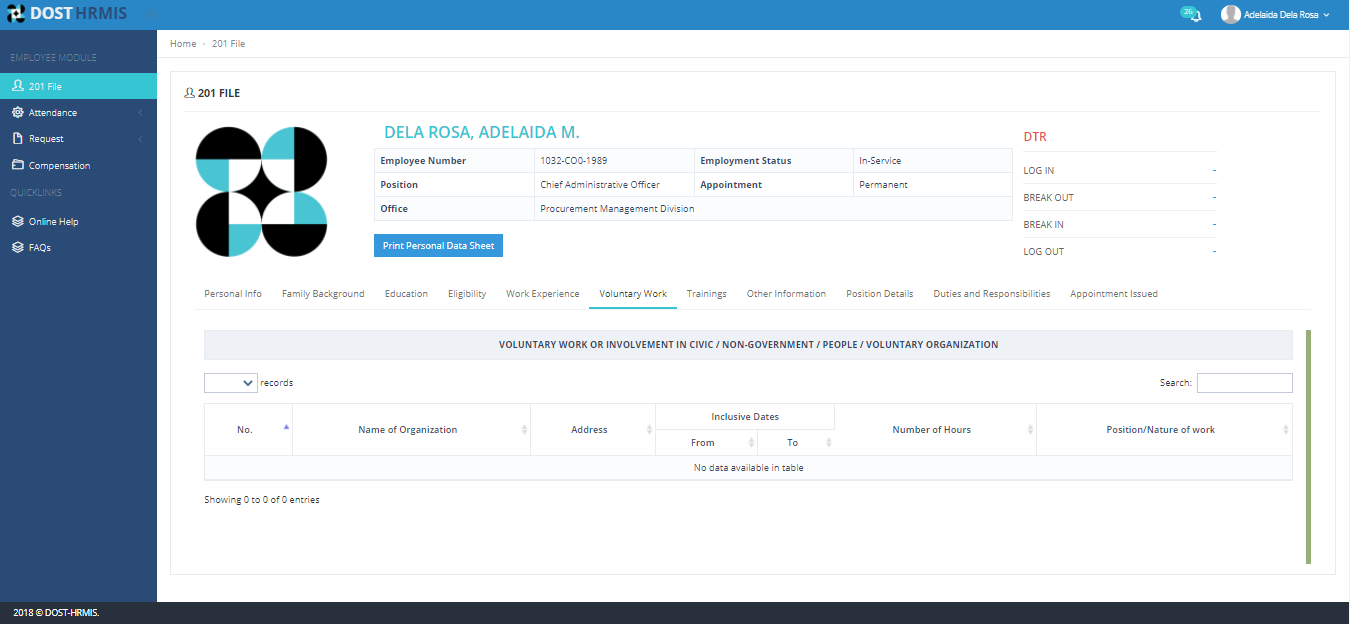 DOST HRMIS
26
Adelaida Dela Rosa
EMPLOYEE MODULE
201 File
Attendance
Request
Compensation
QUICKLINKS
Online Help
FAQs
Home
201 File
201 FILE
DELA ROSA, ADELAIDA M.
Employee Number 1032-CO0-1989 Employment Status In-Service
Position Chief Administrative Officer Appointment Permanent
Office Procurement Management Division
Print Personal Data Sheet
DTR
LOG IN -
BREAK OUT -
BREAK IN -
LOG OUT -
Personal Info Family Background Education Eligibility Work Experience Voluntary Work Trainings Other Information Position Details Duties and Responsibilities Appointment Issued
VOLUNTARY WORK OR INVOLVEMENT IN CIVIC / NON-GOVERNMENT / PEOPLE / VOLUNTARY ORGANIZATION
records Search:
No. Name of Organization Address Inclusive Dates Number of Hours Position/Nature of work
From To
No data available in table
Showing 0 to 0 of 0 entries
2018 © DOST-HRMIS.